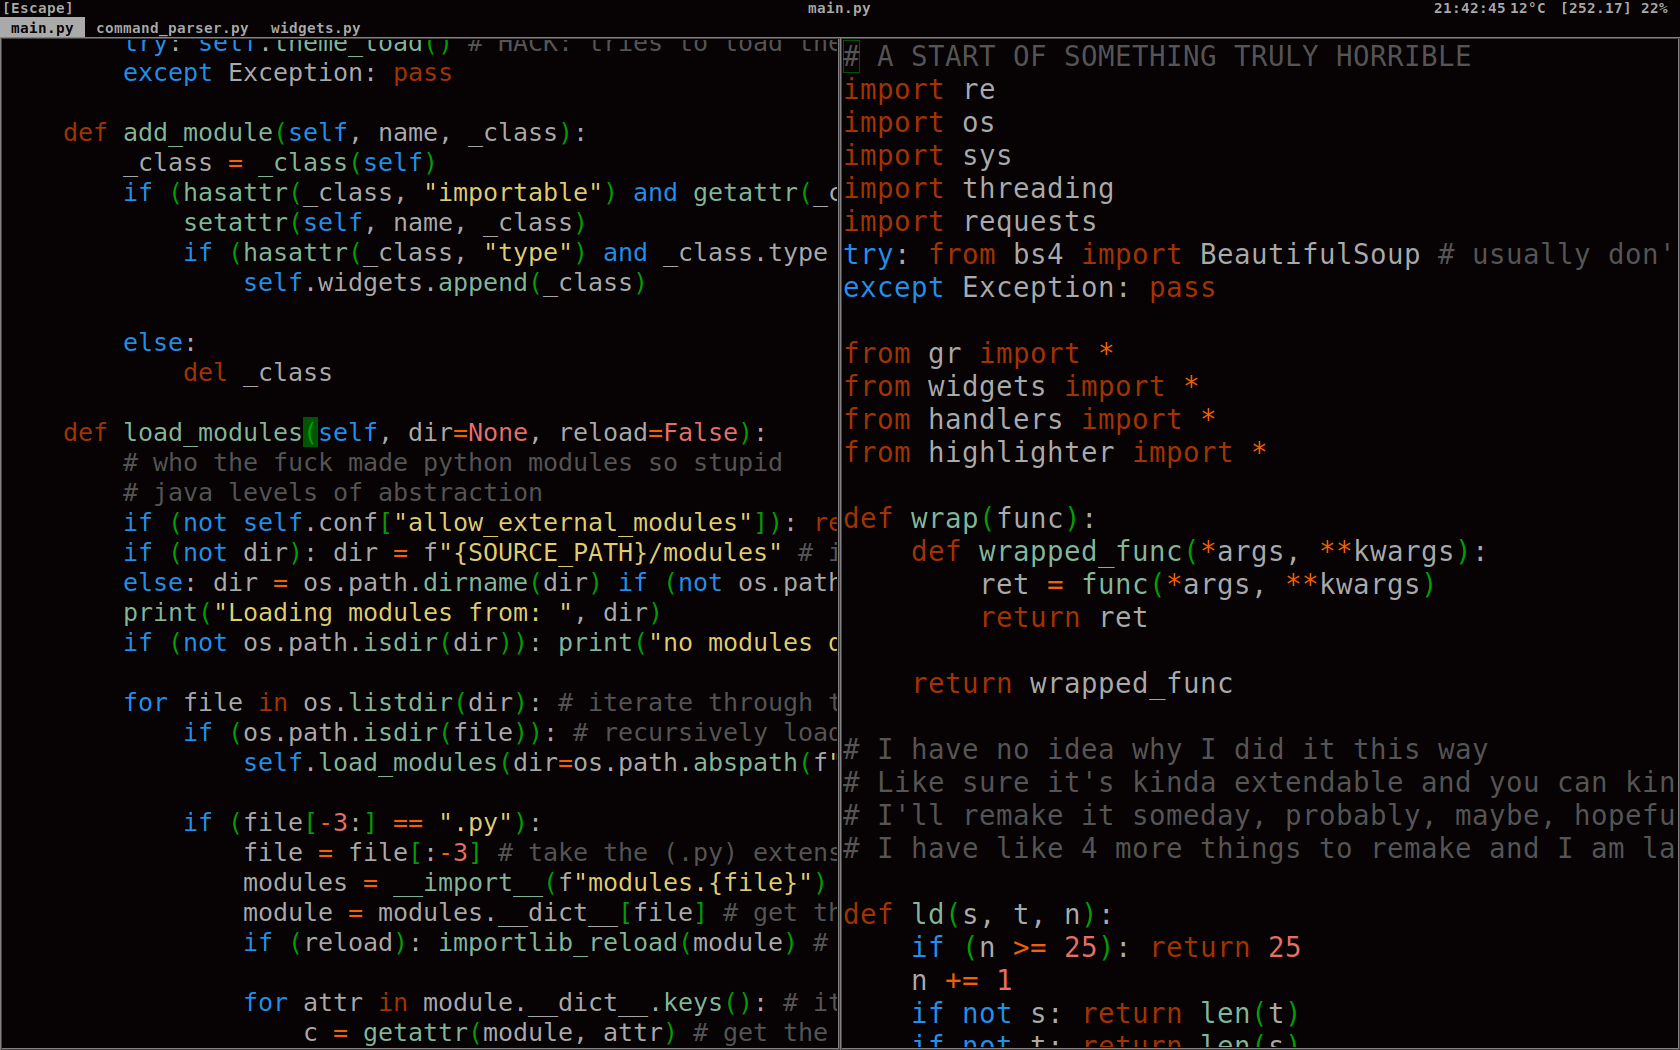 [Escape] main.py 21:42:45 12°C [252.17] 22%
main.py command_parser.py widgets.py
try: self.theme_load() # HACK: tries to load the
except Exception: pass
def add_module(self, name, _class):
_class = _class(self)
if (hasattr(_class, "importable") and getattr(_c
setattr(self, name, _class)
if (hasattr(_class, "type") and _class.type
self.widgets.append(_class)
else:
del _class
def load_modules(self, dir=None, reload=False):
# who the fuck made python modules so stupid
# java levels of abstraction
if (not self.conf["allow_external_modules"]): re
if (not dir): dir = f"{SOURCE_PATH}/modules" # i
else: dir = os.path.dirname(dir) if (not os.path
print("Loading modules from: ", dir)
if (not os.path.isdir(dir)): print("no modules d
for file in os.listdir(dir): # iterate through t
if (os.path.isdir(file)): # recursively load
self.load_modules(dir=os.path.abspath(f"
if (file[-3:] == ".py"):
file = file[:-3] # take the (.py) extens
modules = __import__(f"modules.{file}")
module = modules.__dict__[file] # get th
if (reload): importlib_reload(module) #
for attr in module.__dict__.keys(): # it
c = getattr(module, attr) # get the
# A START OF SOMETHING TRULY HORRIBLE
import re
import os
import sys
import threading
import requests
try: from bs4 import BeautifulSoup # usually don'
except Exception: pass
from gr import *
from widgets import *
from handlers import *
from highlighter import *
def wrap(func):
def wrapped_func(*args, **kwargs):
ret = func(*args, **kwargs)
return ret
return wrapped_func
# I have no idea why I did it this way
# Like sure it's kinda extendable and you can kin
# I'll remake it someday, probably, maybe, hopefu
# I have like 4 more things to remake and I am la
def ld(s, t, n):
if (n >= 25): return 25
n += 1
if not s: return len(t)
if not t: return len(s)